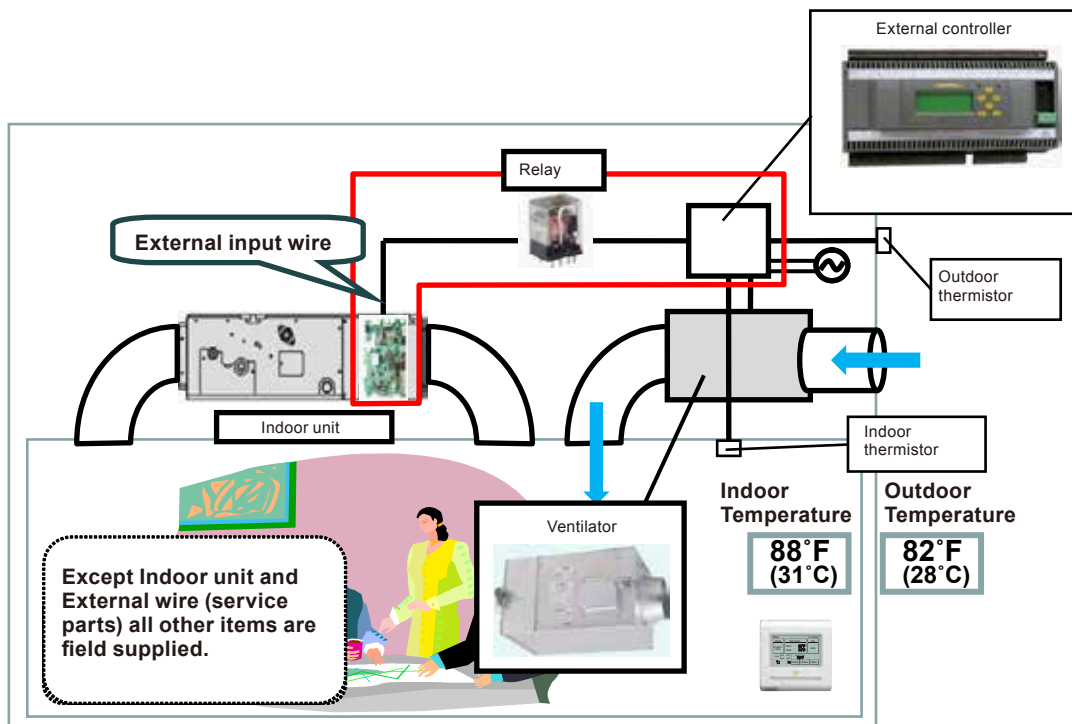 External controller
Relay
External input wire
Outdoor
thermistor
Indoor unit
Indoor
thermistor
Ventilator
Indoor
Temperature
88˚F
(31˚C)
Outdoor
Temperature
82˚F
(28˚C)
Except Indoor unit and
External wire (service
parts) all other items are
field supplied.